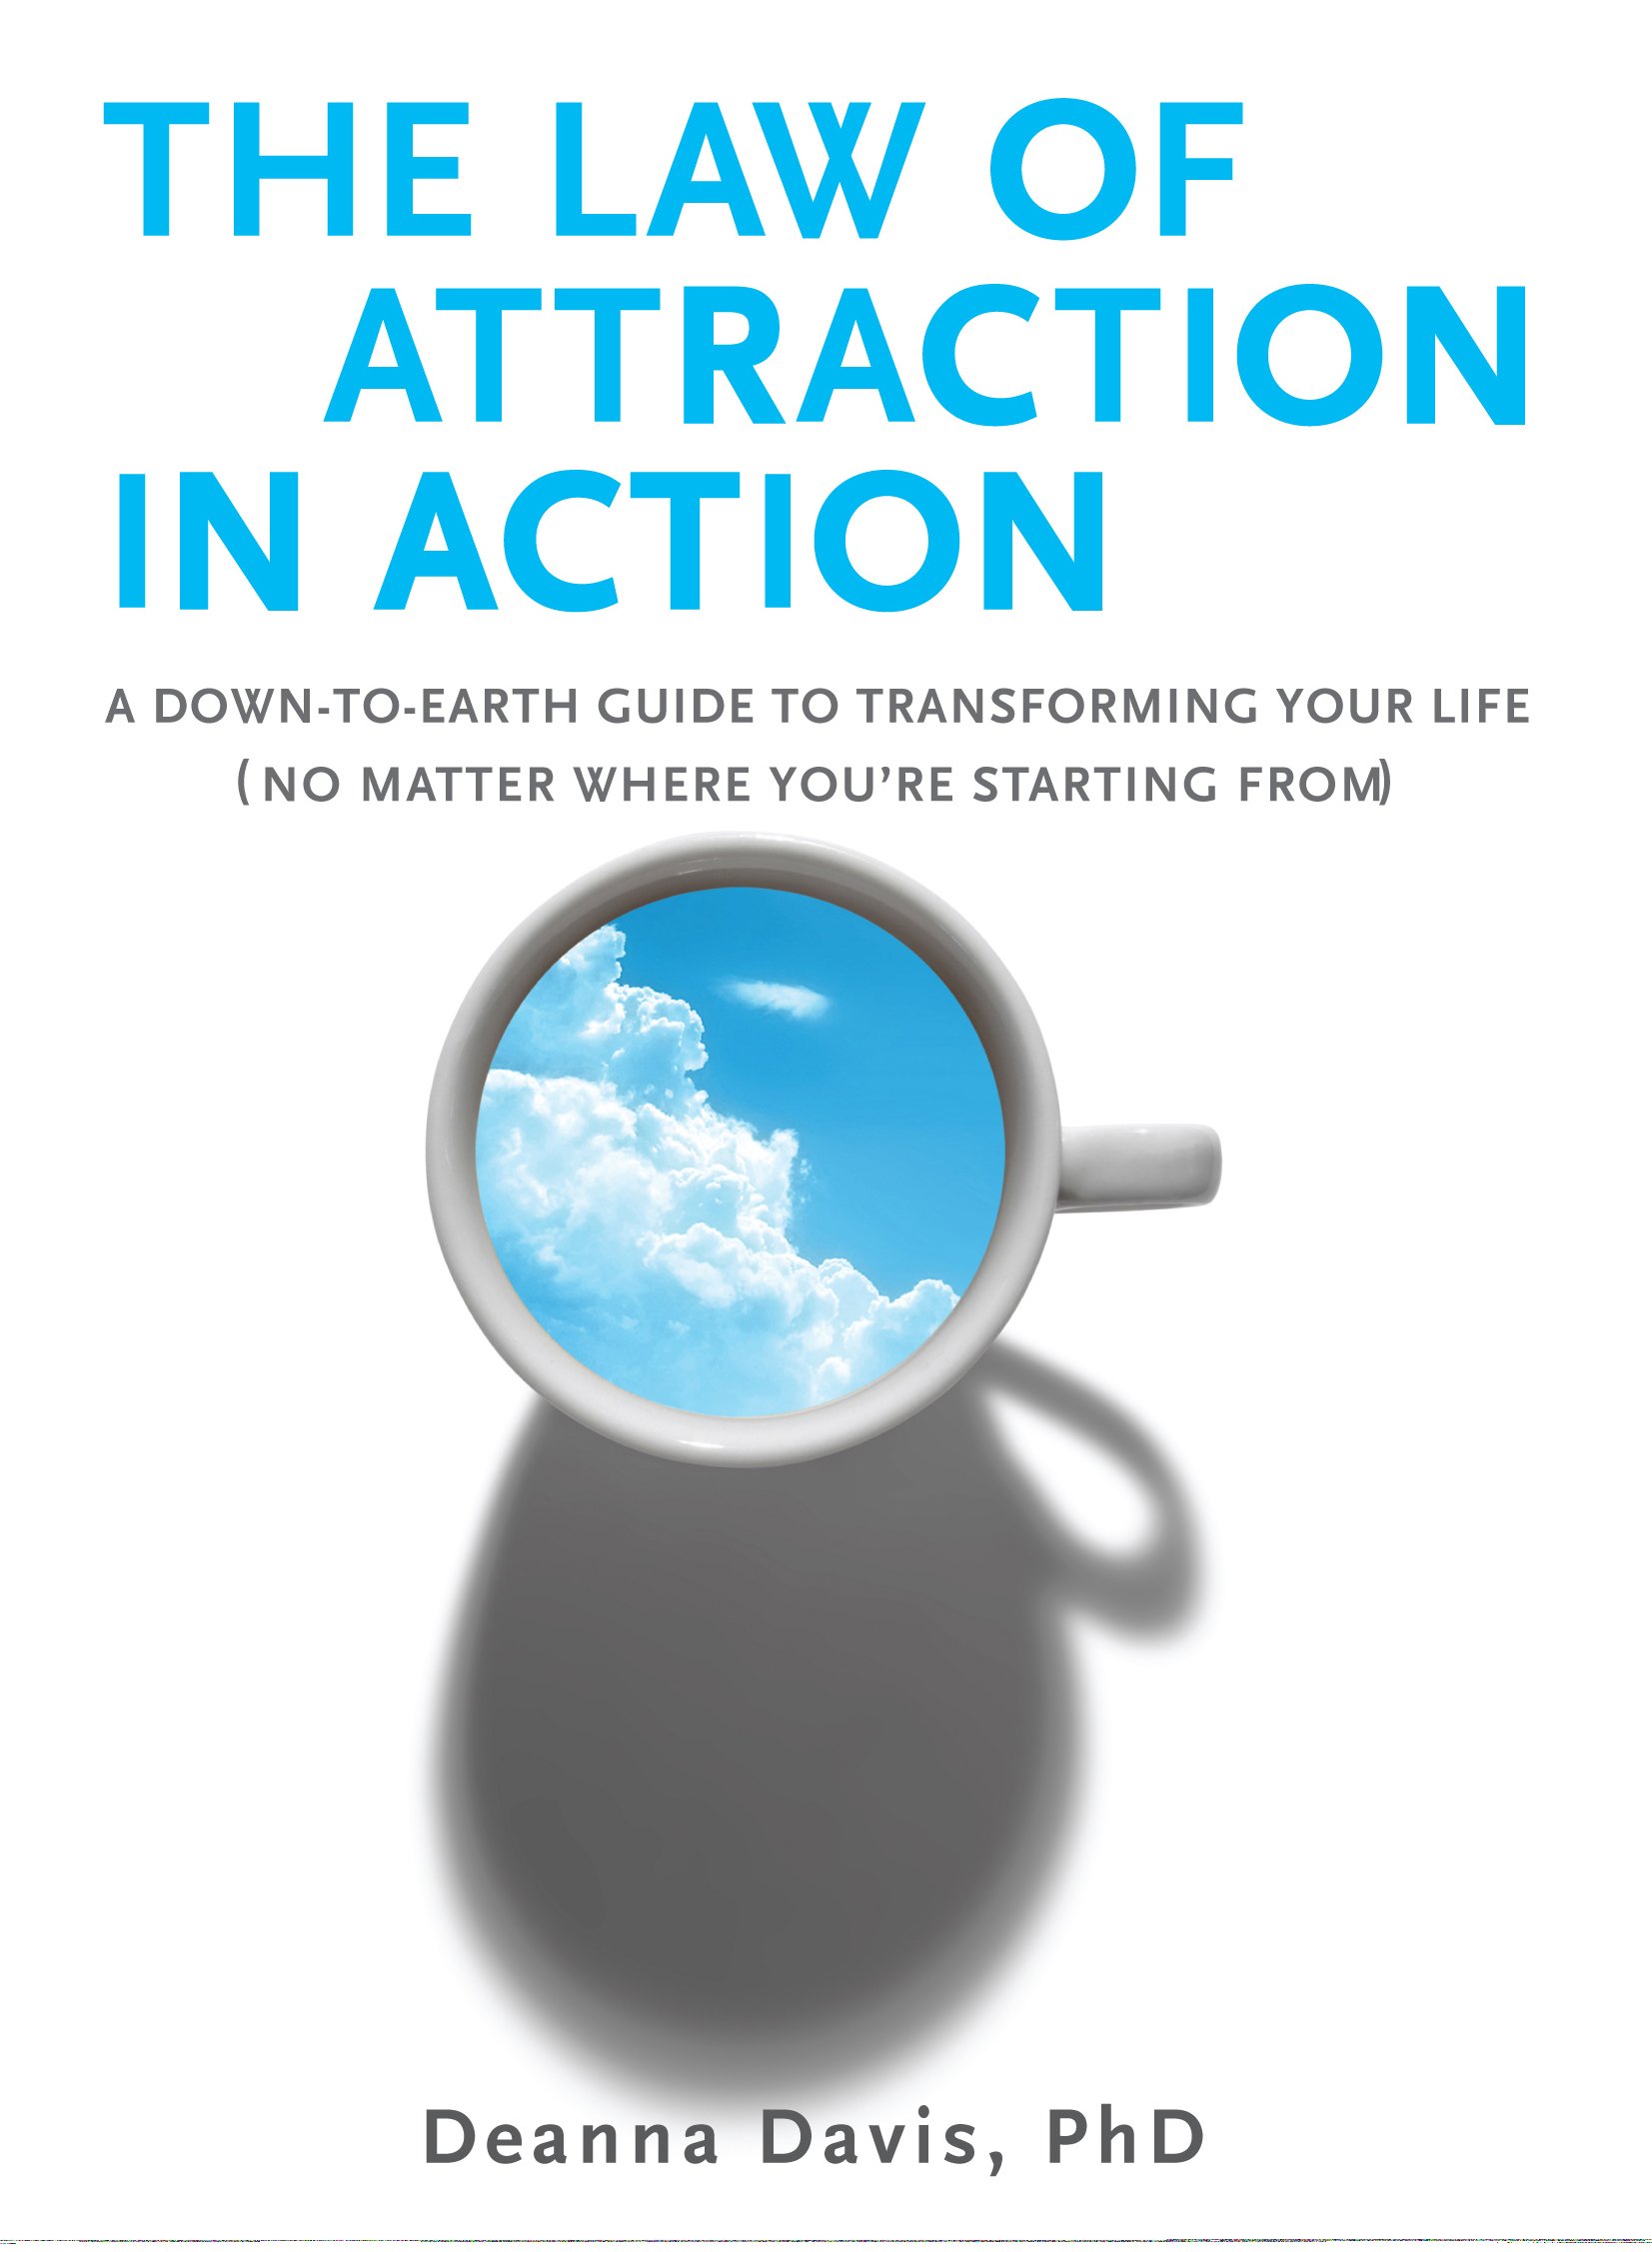 THE LAW OF
ATTRACTION
IN ACTION
A DOWN-TO-EARTH GUIDE TO TRANSFORMING YOUR LIFE
( NO MATTER WHERE YOU’RE STARTING FROM)
Deanna Davis, PhD